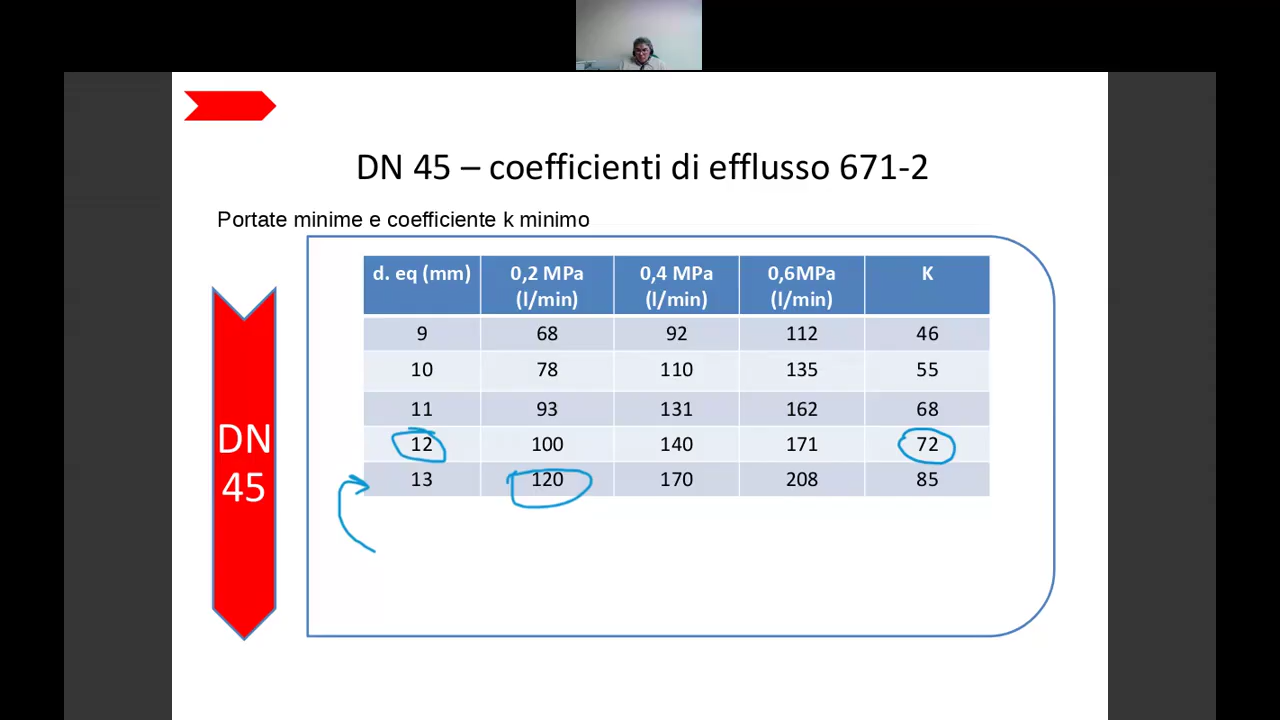 DN 45 – coefficienti di efflusso 671-2
Portate minime e coefficiente k minimo
d. eq (mm) 0,2 MPa (l/min) 0,4 MPa (l/min) 0,6MPa (l/min) K
9 68 92 112 46
10 78 110 135 55
11 93 131 162 68
12 100 140 171 72
13 120 170 208 85
DN
45